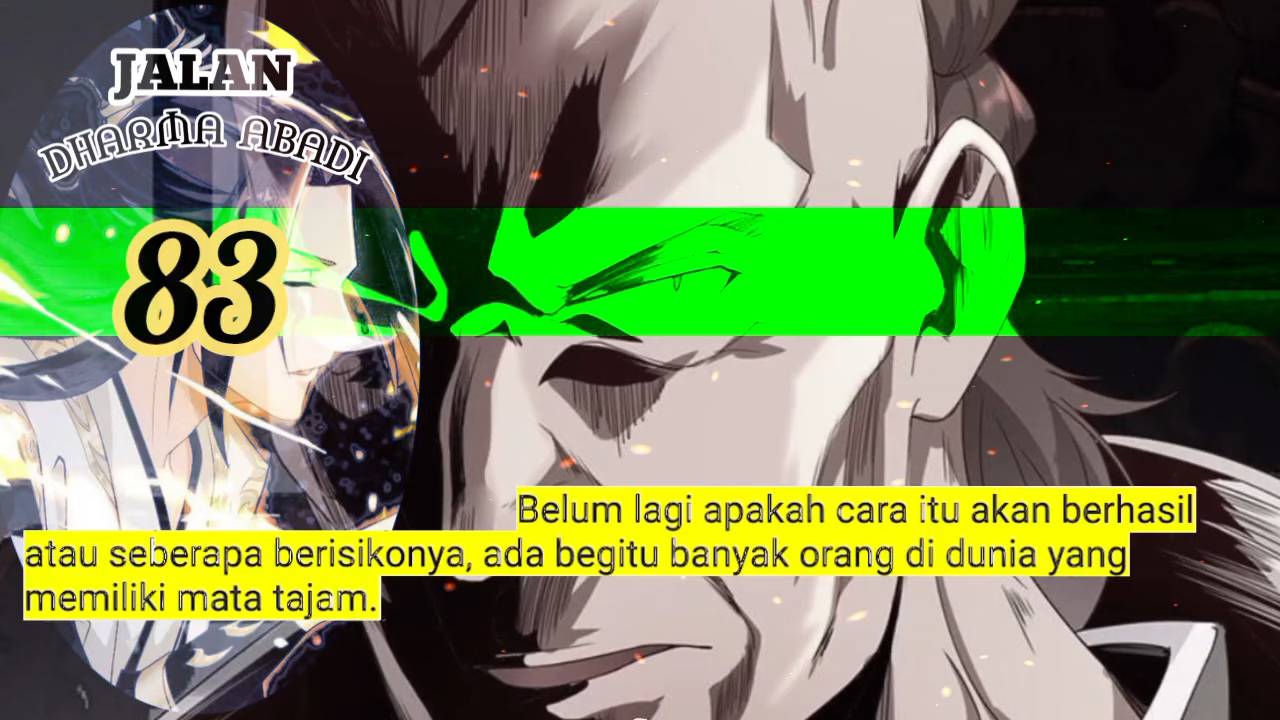 JALAN
DHARMA ABADI
83
Belum lagi apakah cara itu akan berhasil
atau seberapa berisikonya, ada begitu banyak orang di dunia yang
memiliki mata tajam.